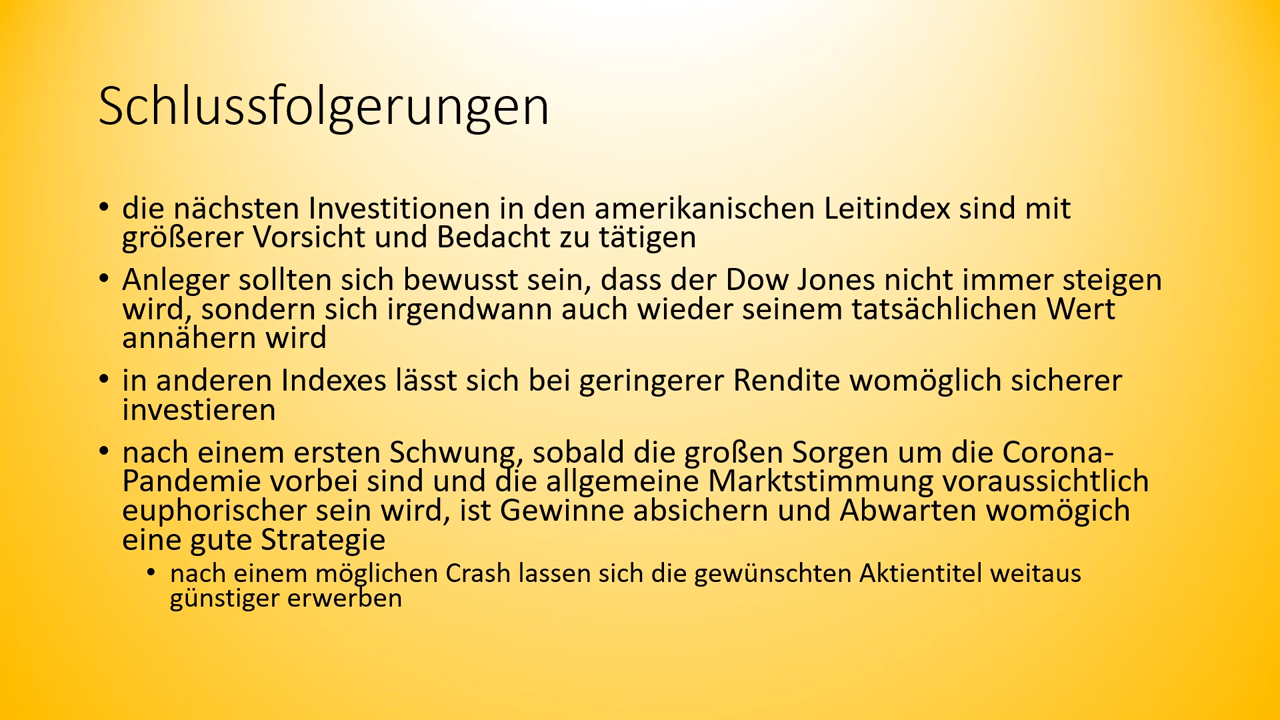 Schlussfolgerungen
• die nächsten Investitionen in den amerikanischen Leitindex sind mit
größerer Vorsicht und Bedacht zu tätigen
• Anleger sollten sich bewusst sein, dass der Dow Jones nicht immer steigen
wird, sondern sich irgendwann auch wieder seinem tatsächlichen Wert
annähern wird
• in anderen Indexes lässt sich bei geringerer Rendite womöglich sicherer
investieren
• nach einem ersten Schwung, sobald die großen Sorgen um die Corona-
Pandemie vorbei sind und die allgemeine Marktstimmung voraussichtlich
euphorischer sein wird, ist Gewinne absichern und Abwarten womögich
eine gute Strategie
• nach einem möglichen Crash lassen sich die gewünschten Aktientitel weitaus
günstiger erwerben